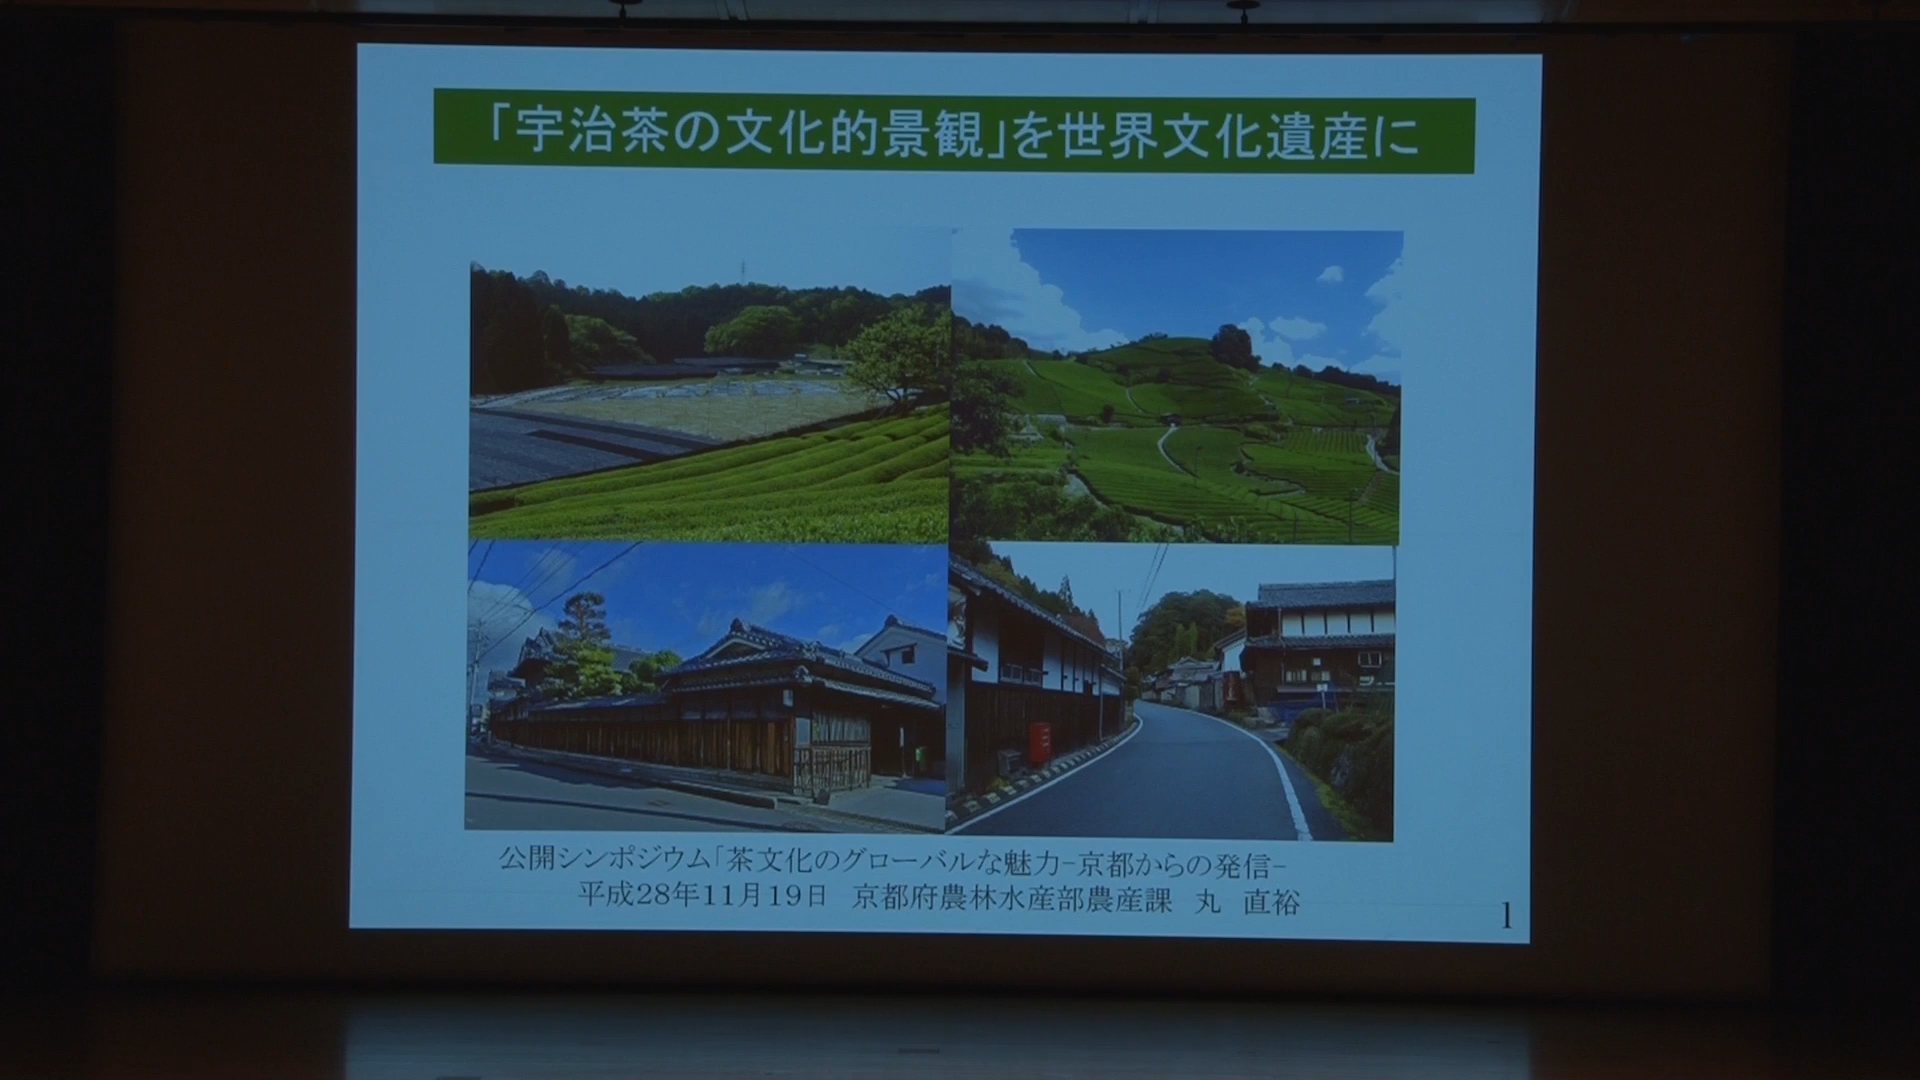 「宇治茶の文化的景観」を世界文化遺産に
公開シンポジウム「茶文化のグローバルな魅力-京都からの発信-
平成28年11月19日　京都府農林水産部農産課　丸　直裕
1